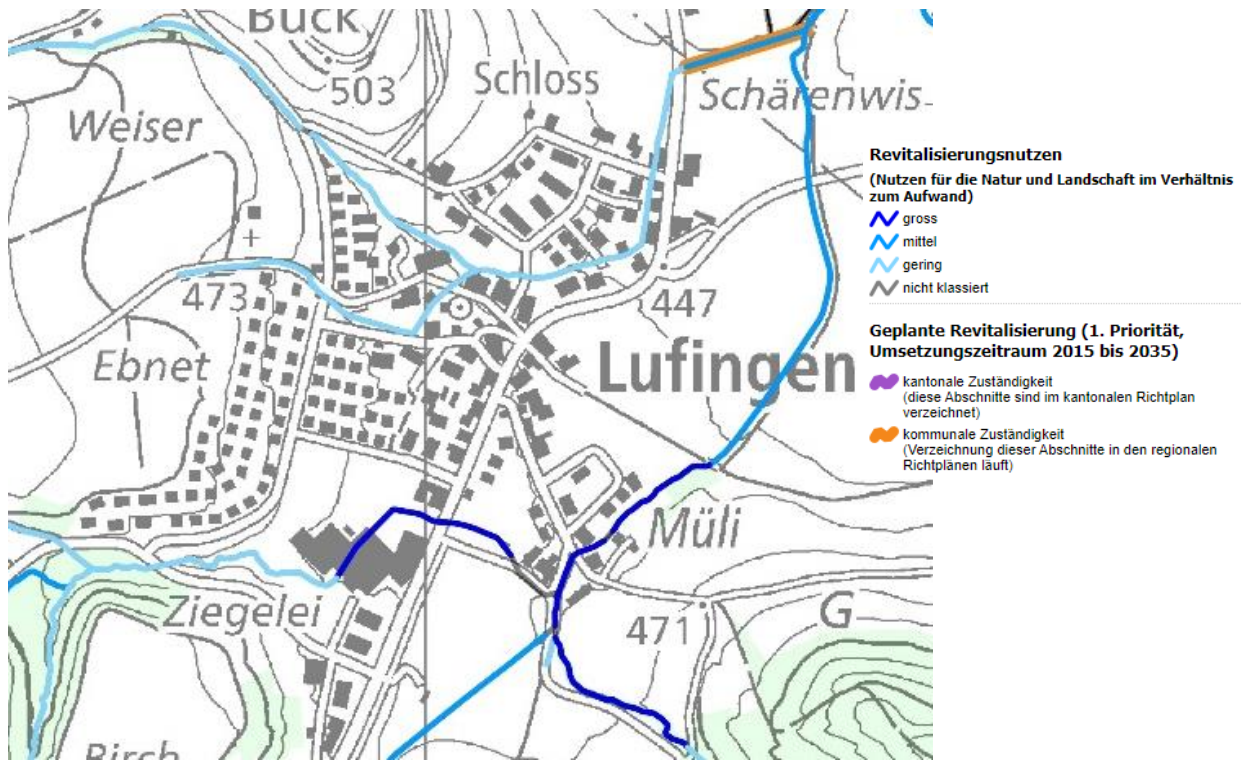 Buck
503
Schloss
Schärenwis
Weiser
473
447
Ebnet
Lufingen
Müli
Ziegelei
471
G
Birch
Revitalisierungsnutzen
(Nutzen für die Natur und Landschaft im Verhältnis
zum Aufwand)
gross
mittel
gering
nicht klassiert
Geplante Revitalisierung (1. Priorität,
Umsetzungszeitraum 2015 bis 2035)
kantonale Zuständigkeit
(diese Abschnitte sind im kantonalen Richtplan
verzeichnet)
kommunale Zuständigkeit
(Verzeichnung dieser Abschnitte in den regionalen
Richtplänen läuft)